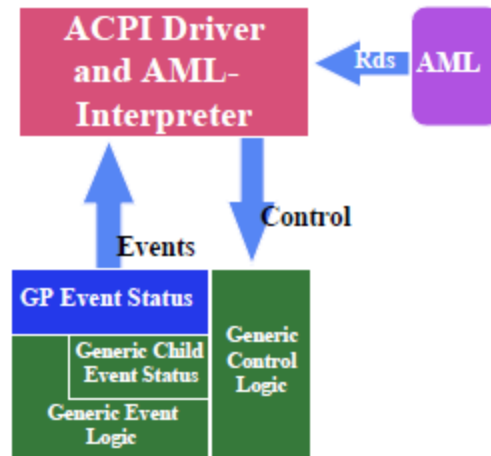 ACPI Driver
and AML-
Interpreter
Rds
AML
Control
Events
GP Event Status
Generic Child
Event Status
Generic Event
Logic
Generic
Control
Logic